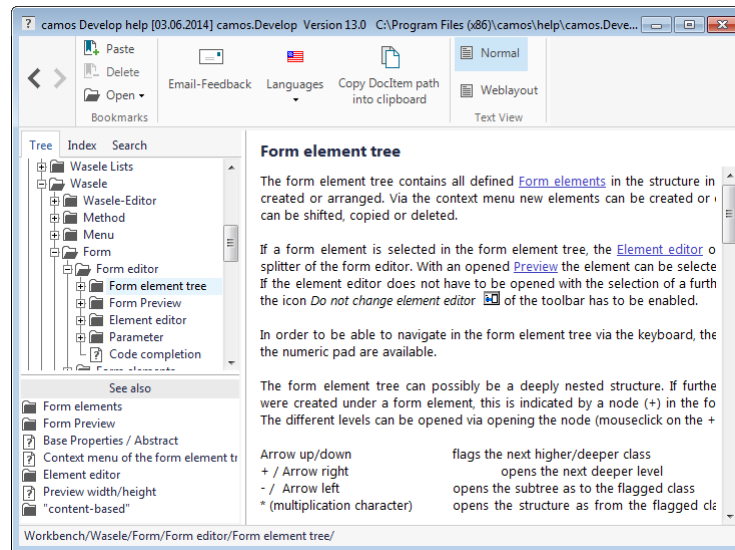 camos Develop help [03.06.2014] camos.Develop Version 13.0 C:\Program Files (x86)\camos\help\camos.Deve...
Paste
Delete
Open
Bookmarks
Email-Feedback
Languages
Copy DocItem path
into clipboard
Normal
Weblayout
Text View
Tree Index Search
Wasele Lists
Wasele
Wasele-Editor
Method
Menu
Form
Form editor
Form element tree
Form Preview
Element editor
Parameter
Code completion
Form elements
See also
Form elements
Form Preview
Base Properties / Abstract
Context menu of the form element tr
Element editor
Preview width/height
"content-based"
Form element tree
The form element tree contains all defined Form elements in the structure in
created or arranged. Via the context menu new elements can be created or
can be shifted, copied or deleted.
If a form element is selected in the form element tree, the Element editor o
splitter of the form editor. With an opened Preview the element can be selecte
If the element editor does not have to be opened with the selection of a furth
the icon Do not change element editor of the toolbar has to be enabled.
In order to be able to navigate in the form element tree via the keyboard, the
the numeric pad are available.
The form element tree can possibly be a deeply nested structure. If furthe
were created under a form element, this is indicated by a node (+) in the fo
The different levels can be opened via opening the node (mouseclick on the +
Arrow up/down flags the next higher/deeper class
+ / Arrow right opens the next deeper level
- / Arrow left opens the subtree as to the flagged class
* (multiplication character) opens the structure as from the flagged cla
Workbench/Wasele/Form/Form editor/Form element tree/